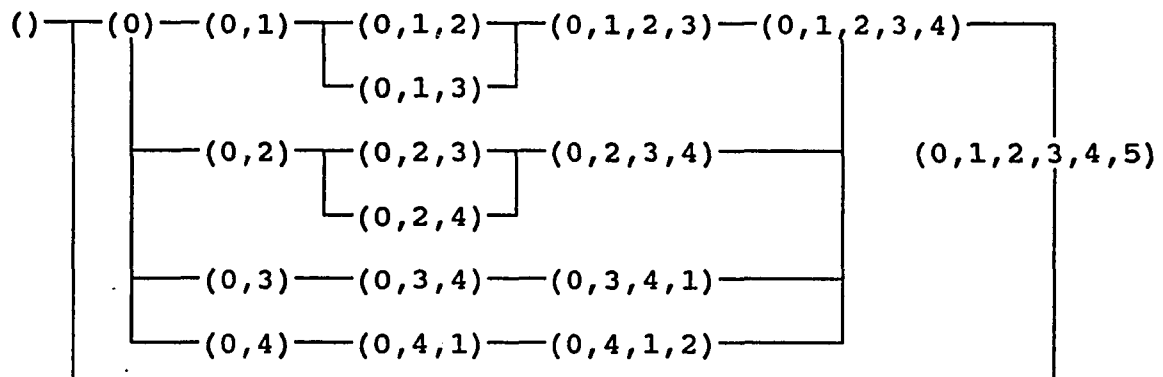 () (0) (0,1) (0,1,2) (0,1,2,3) (0,1,2,3,4)
(0,1,3)
(0,2) (0,2,3) (0,2,3,4) (0,1,2,3,4,5)
(0,2,4)
(0,3) (0,3,4) (0,3,4,1)
(0,4) (0,4,1) (0,4,1,2)